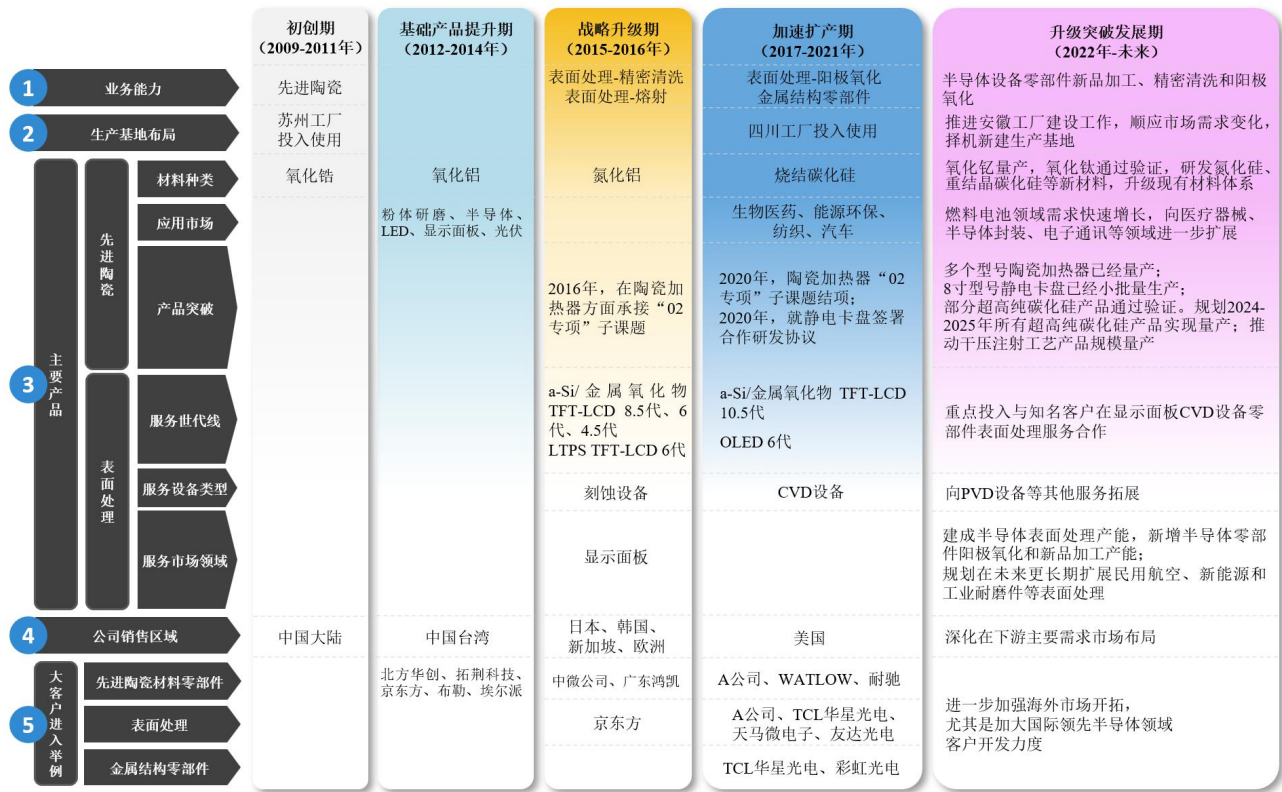 初创期
（2009-2011年）
基础产品提升期
（2012-2014年）
战略升级期
（2015-2016年）
加速扩产期
（2017-2021年）
升级突破发展期
（2022年-未来）
1
业务能力
先进陶瓷
表面处理-精密清洗
表面处理-熔射
表面处理-阳极氧化
金属结构零部件
半导体设备零部件新品加工、精密清洗和阳极
氧化
2
生产基地布局
苏州工厂
投入使用
四川工厂投入使用
推进安徽工厂建设工作，顺应市场需求变化，
择机新建生产基地
3
主要产品
先进陶瓷
材料种类
氧化锆
氧化铝
氮化铝
烧结碳化硅
氧化钇量产，氧化钛通过验证，研发氮化硅、
重结晶碳化硅等新材料，升级现有材料体系
应用市场
粉体研磨、半导体、
LED、显示面板、光伏
生物医药、能源环保、
纺织、汽车
燃料电池领域需求快速增长，向医疗器械、
半导体封装、电子通讯等领域进一步扩展
产品突破
2016年，在陶瓷加
热器方面承接“02
专项”子课题
2020年，陶瓷加热器“02
专项”子课题结项；
2020年，就静电卡盘签署
合作研发协议
多个型号陶瓷加热器已经量产；
8寸型号静电卡盘已经小批量生产；
部分超高纯碳化硅产品通过验证。规划2024-
2025年所有超高纯碳化硅产品实现量产；推
动干压注射工艺产品规模量产
表面处理
服务世代线
a-Si/金属氧化物
TFT-LCD 8.5代、6
代、4.5代
LTPS TFT-LCD 6代
a-Si/金属氧化物 TFT-LCD
10.5代
OLED 6代
重点投入与知名客户在显示面板CVD设备零
部件表面处理服务合作
服务设备类型
刻蚀设备
CVD设备
向PVD设备等其他服务拓展
服务市场领域
显示面板
建成半导体表面处理产能，新增半导体零部
件阳极氧化和新品加工产能；
规划在未来更长期扩展民用航空、新能源和
工业耐磨件等表面处理
4
公司销售区域
中国大陆
中国台湾
日本、韩国、
新加坡、欧洲
美国
深化在下游主要需求市场布局
5
大客户进入举例
先进陶瓷材料零部件
北方华创、拓荆科技、
京东方、布勒、埃尔派
中微公司、广东鸿凯
A公司、WATLOW、耐驰
进一步加强海外市场开拓，
尤其是加大国际领先半导体领域
客户开发力度
表面处理
京东方
A公司、TCL华星光电、
天马微电子、友达光电
金属结构零部件
TCL华星光电、彩虹光电